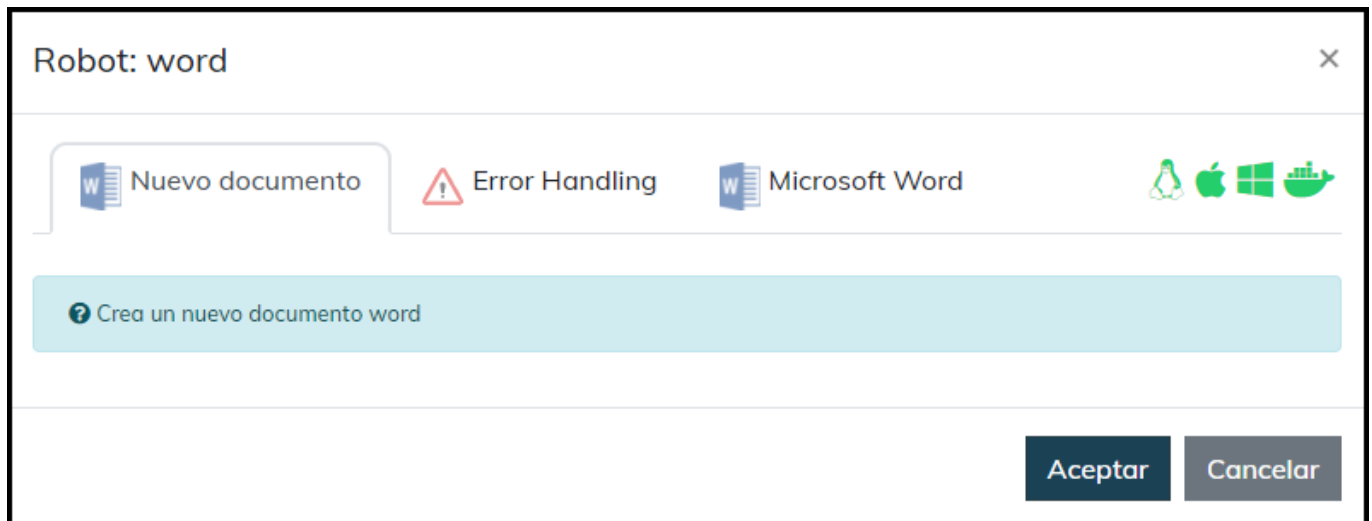 Robot: word
×
Nuevo documento
Error Handling
Microsoft Word
Crea un nuevo documento word
Aceptar
Cancelar